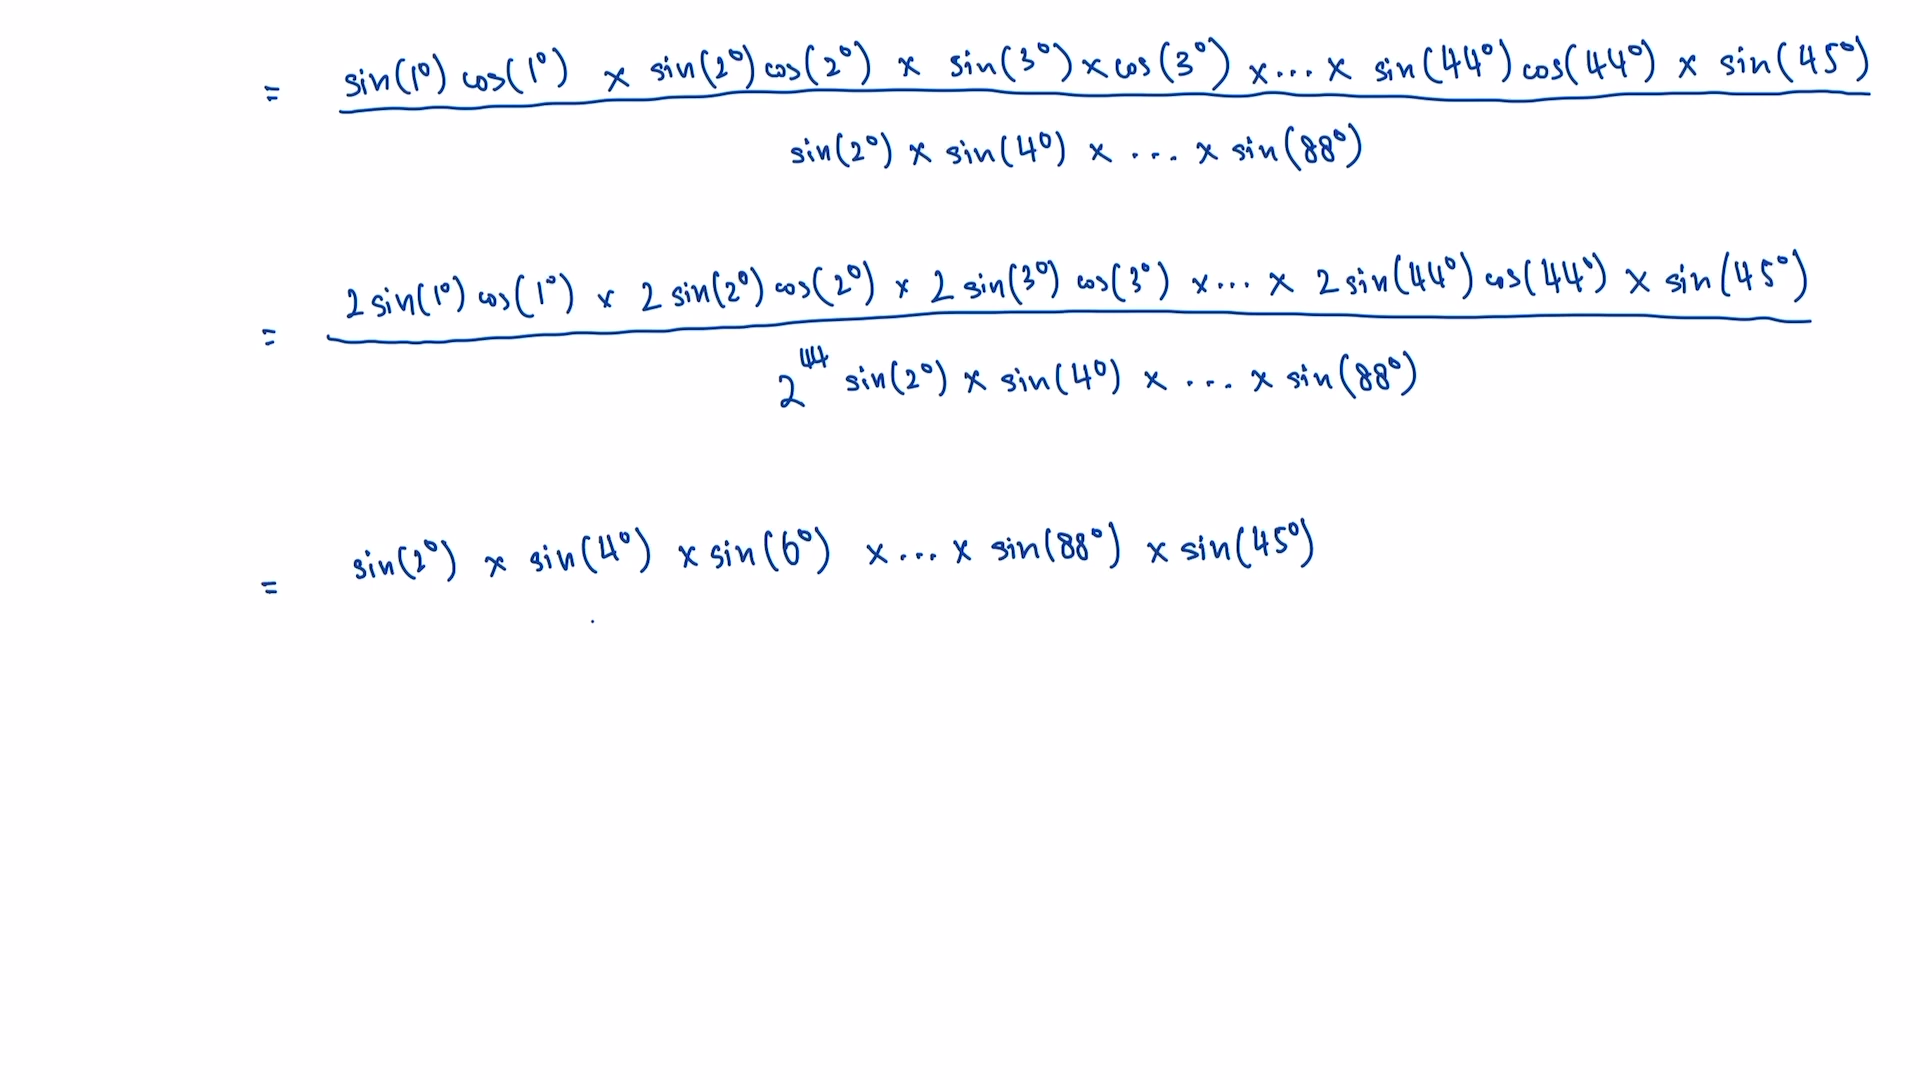 = sin(1°) cos(1°) × sin(2°) cos(2°) × sin(3°) × cos(3°) × ... × sin(44°) cos(44°) × sin(45°)
sin(2°) × sin(4°) × ... × sin(88°)
= 2 sin(1°) cos(1°) × 2 sin(2°) cos(2°) × 2 sin(3°) cos(3°) × ... × 2 sin(44°) cos(44°) × sin(45°)
2^44 sin(2°) × sin(4°) × ... × sin(88°)
= sin(2°) × sin(4°) × sin(6°) × ... × sin(88°) × sin(45°)